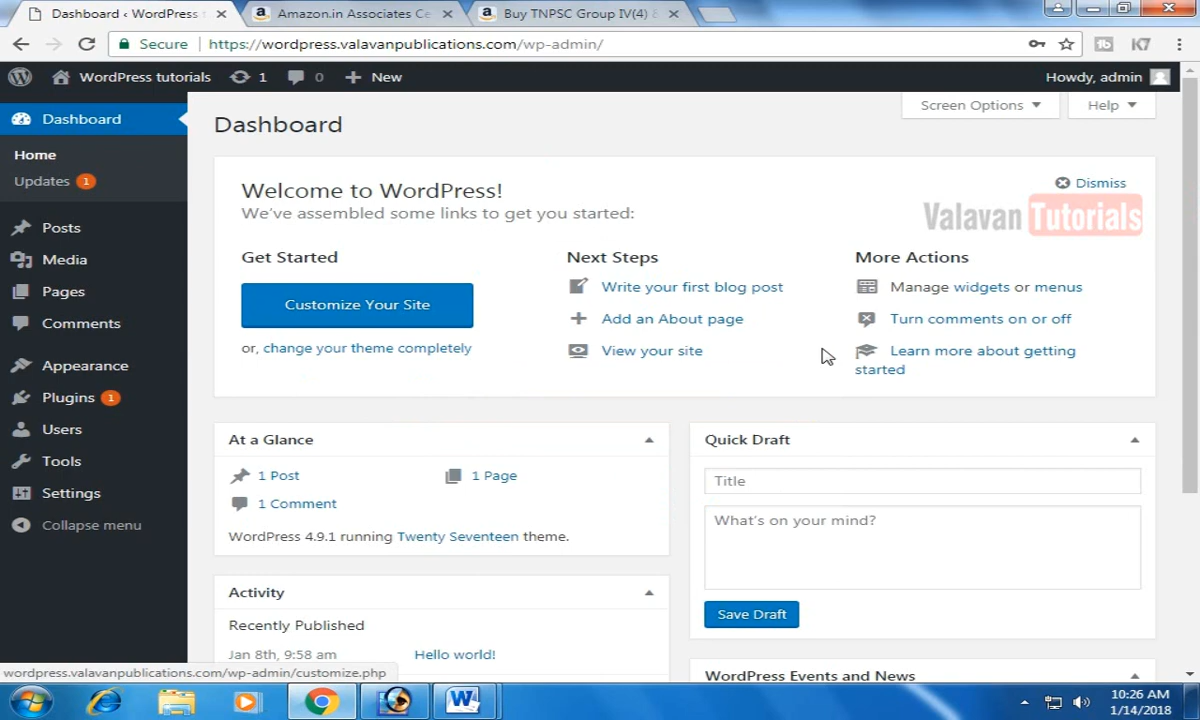 Dashboard ‹ WordPress
Amazon.in Associates Ce
Buy TNPSC Group IV(4)
Secure
https://wordpress.valavanpublications.com/wp-admin/
WordPress tutorials
1
0
New
Howdy, admin
Dashboard
Home
Updates 1
Posts
Media
Pages
Comments
Appearance
Plugins 1
Users
Tools
Settings
Collapse menu
Dashboard
Screen Options
Help
Welcome to WordPress!
We've assembled some links to get you started:
Dismiss
Valavan Tutorials
Get Started
Customize Your Site
or, change your theme completely
Next Steps
Write your first blog post
Add an About page
View your site
More Actions
Manage widgets or menus
Turn comments on or off
Learn more about getting
started
At a Glance
1 Post
1 Page
1 Comment
WordPress 4.9.1 running Twenty Seventeen theme.
Activity
Recently Published
Jan 8th, 9:58 am
Hello world!
Quick Draft
Title
What's on your mind?
Save Draft
WordPress Events and News
wordpress.valavanpublications.com/wp-admin/customize.php
10:26 AM
1/14/2018